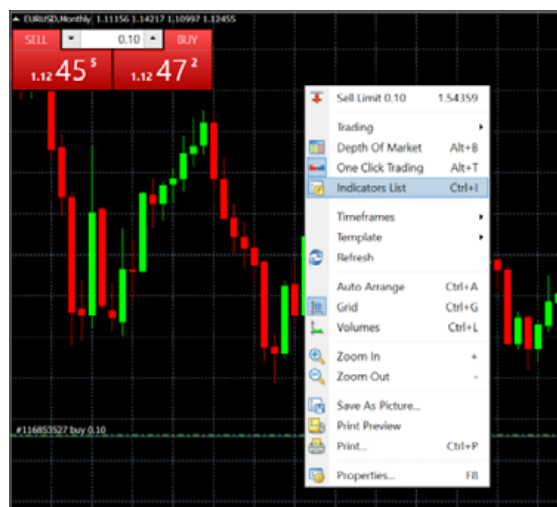 EURUSD,Monthly 1.11156 1.14217 1.10997 1.12455
SELL 0.10 BUY
1.12 45 5 1.12 47 2
Sell Limit 0.10 1.54359
Trading
Depth Of Market Alt+B
One Click Trading Alt+T
Indicators List Ctrl+I
Timeframes
Template
Refresh
Auto Arrange Ctrl+A
Grid Ctrl+G
Volumes Ctrl+L
Zoom In +
Zoom Out -
Save As Picture...
Print Preview
Print... Ctrl+P
Properties... F8
#116853527 buy 0.10